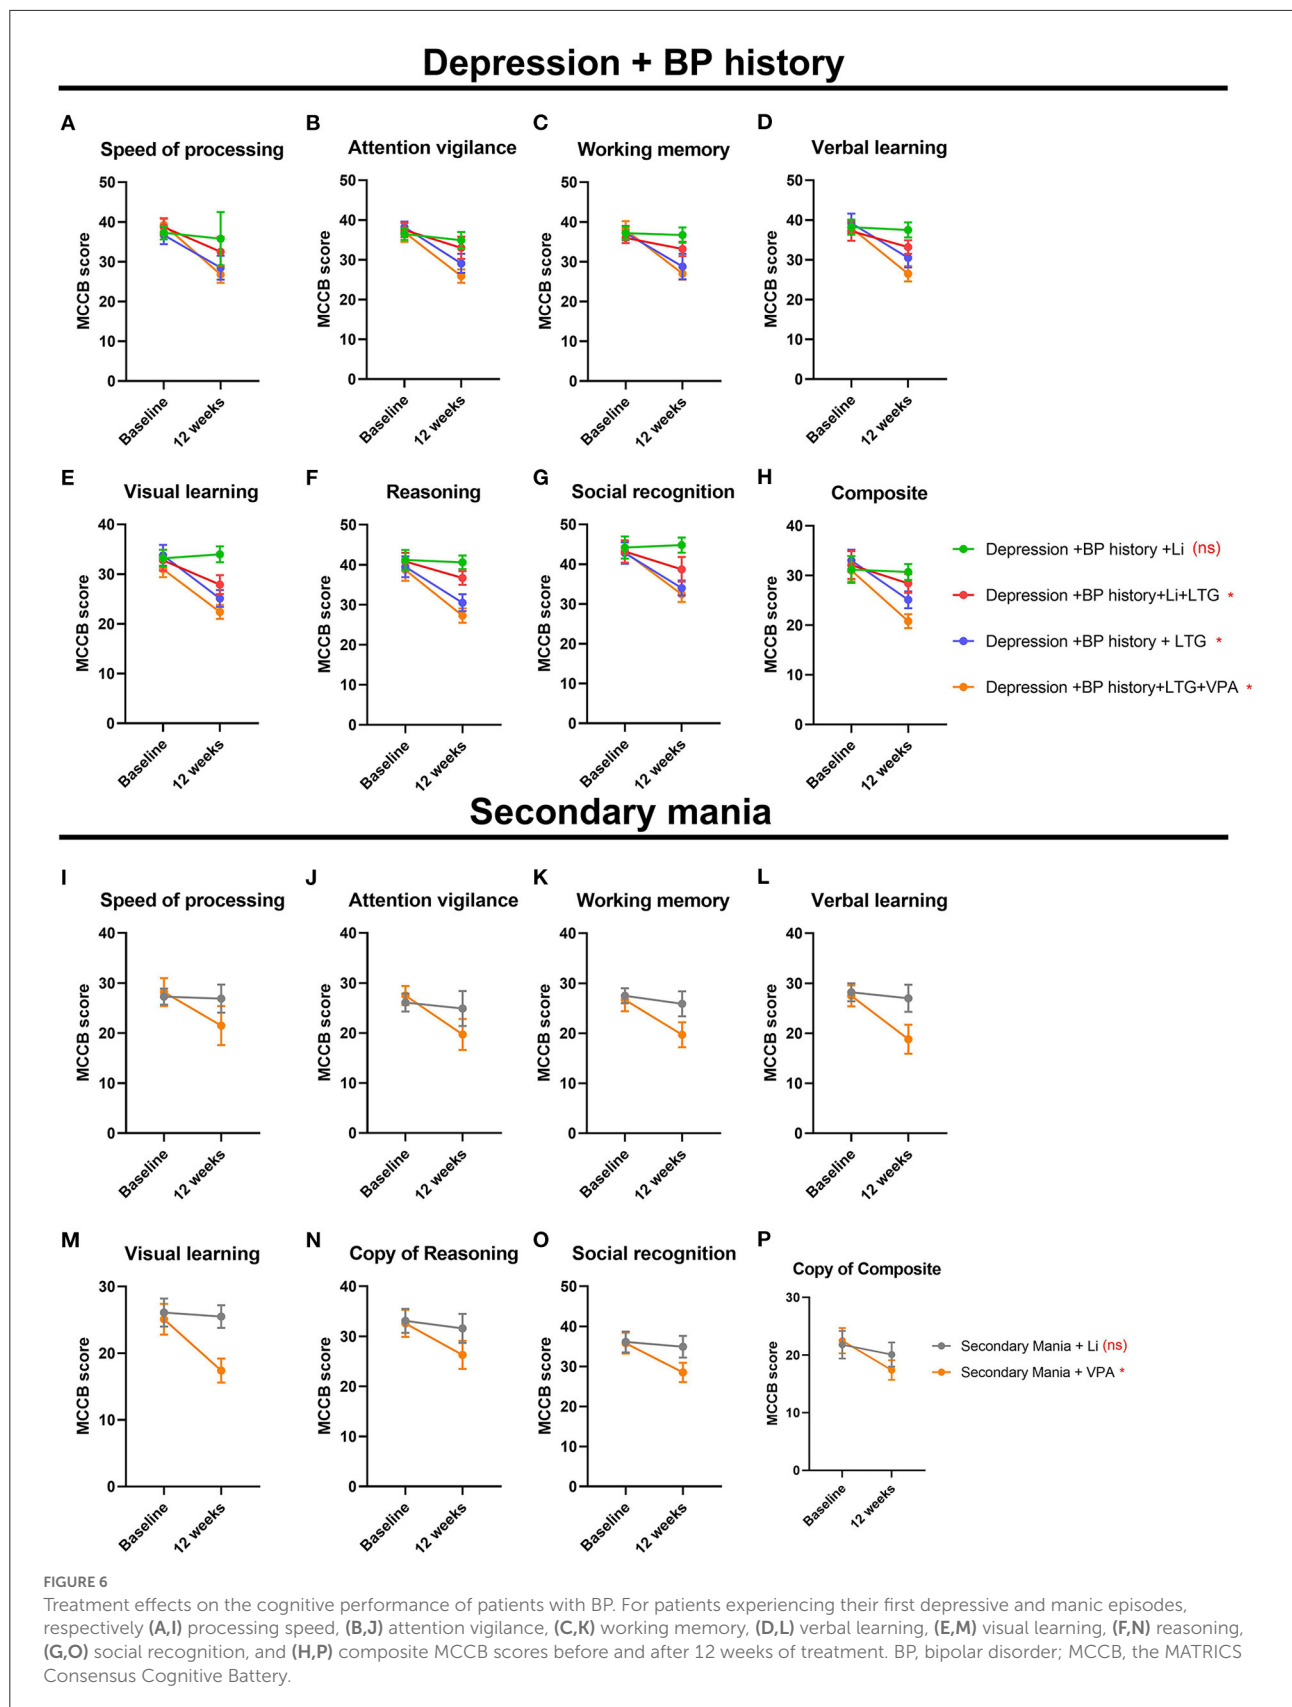 Depression + BP history
A
Speed of processing
MCCB score
50
40
30
20
10
0
Baseline
12 weeks
B
Attention vigilance
MCCB score
50
40
30
20
10
0
Baseline
12 weeks
C
Working memory
MCCB score
50
40
30
20
10
0
Baseline
12 weeks
D
Verbal learning
MCCB score
50
40
30
20
10
0
Baseline
12 weeks
E
Visual learning
MCCB score
40
30
20
10
0
Baseline
12 weeks
F
Reasoning
MCCB score
50
40
30
20
10
0
Baseline
12 weeks
G
Social recognition
MCCB score
50
40
30
20
10
0
Baseline
12 weeks
H
Composite
MCCB score
40
30
20
10
0
Baseline
12 weeks
Depression +BP history +Li (ns)
Depression +BP history+Li+LTG *
Depression +BP history + LTG *
Depression +BP history+LTG+VPA *
Secondary mania
I
Speed of processing
MCCB score
40
30
20
10
0
Baseline
12 weeks
J
Attention vigilance
MCCB score
40
30
20
10
0
Baseline
12 weeks
K
Working memory
MCCB score
40
30
20
10
0
Baseline
12 weeks
L
Verbal learning
MCCB score
40
30
20
10
0
Baseline
12 weeks
M
Visual learning
MCCB score
30
20
10
0
Baseline
12 weeks
N
Copy of Reasoning
MCCB score
40
30
20
10
0
Baseline
12 weeks
O
Social recognition
MCCB score
50
40
30
20
10
0
Baseline
12 weeks
P
Copy of Composite
MCCB score
30
20
10
0
Baseline
12 weeks
Secondary Mania + Li (ns)
Secondary Mania + VPA *
FIGURE 6
Treatment effects on the cognitive performance of patients with BP. For patients experiencing their first depressive and manic episodes,
respectively (A,I) processing speed, (B,J) attention vigilance, (C,K) working memory, (D,L) verbal learning, (E,M) visual learning, (F,N) reasoning,
(G,O) social recognition, and (H,P) composite MCCB scores before and after 12 weeks of treatment. BP, bipolar disorder; MCCB, the MATRICS
Consensus Cognitive Battery.